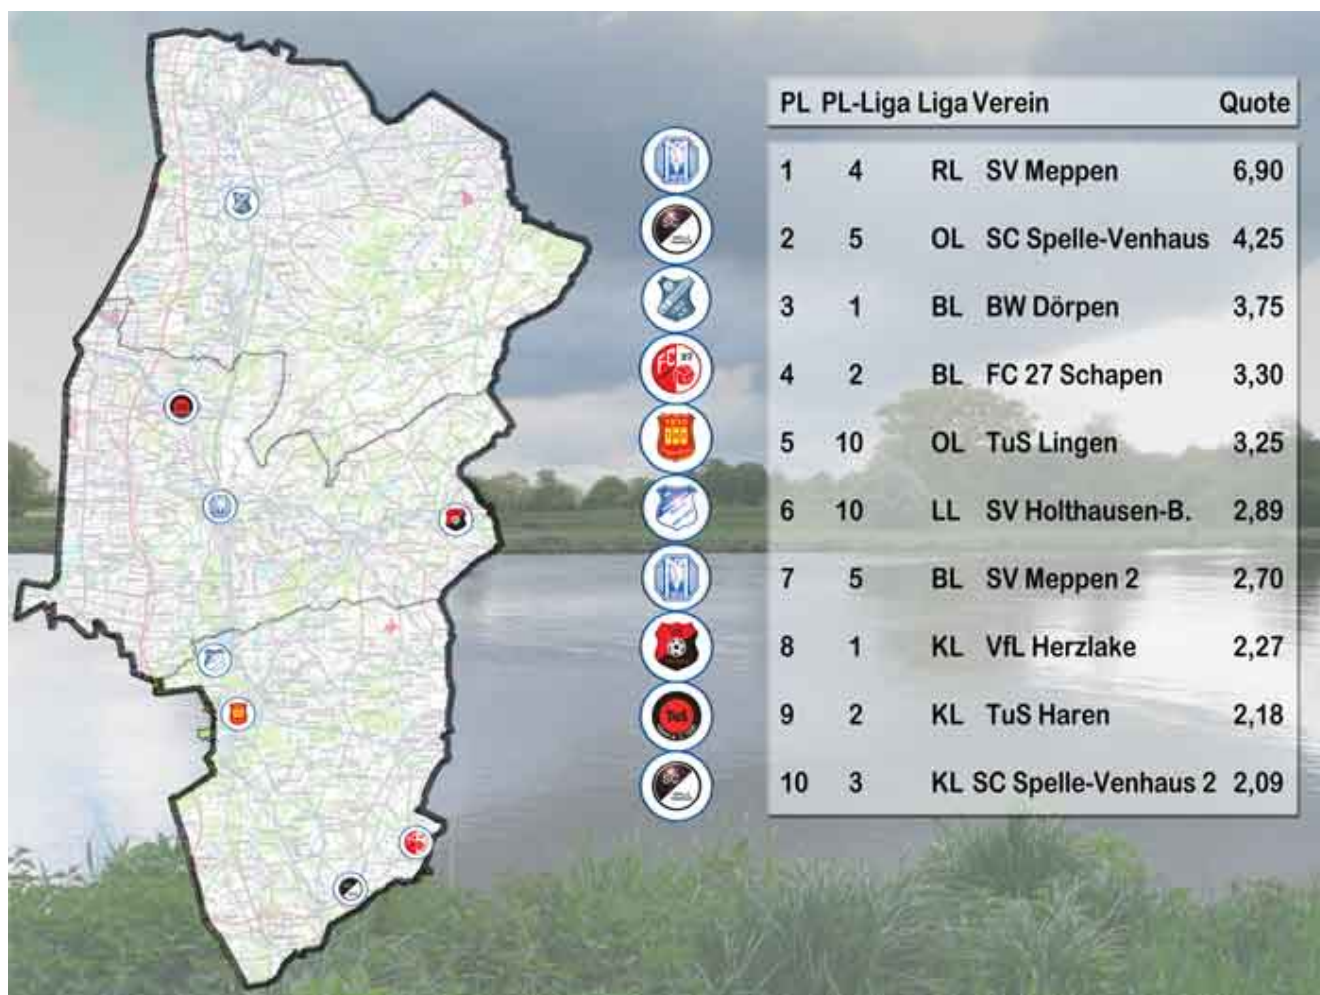 PL PL-Liga Liga Verein Quote
1 4 RL SV Meppen 6,90
2 5 OL SC Spelle-Venhaus 4,25
3 1 BL BW Dörpen 3,75
4 2 BL FC 27 Schapen 3,30
5 10 OL TuS Lingen 3,25
6 10 LL SV Holthausen-B. 2,89
7 5 BL SV Meppen 2 2,70
8 1 KL VfL Herzlake 2,27
9 2 KL TuS Haren 2,18
10 3 KL SC Spelle-Venhaus 2 2,09